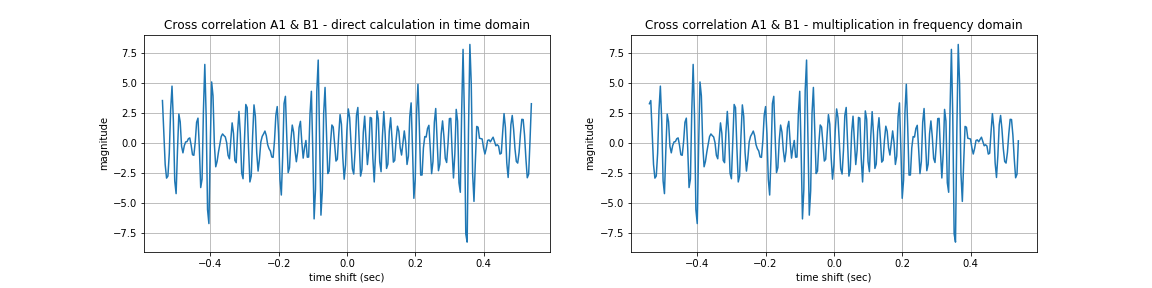 Cross correlation A1 & B1 - direct calculation in time domain
7.5
5.0
2.5
0.0
−2.5
−5.0
−7.5
magnitude
−0.4 −0.2 0.0 0.2 0.4
time shift (sec)
Cross correlation A1 & B1 - multiplication in frequency domain
7.5
5.0
2.5
0.0
−2.5
−5.0
−7.5
magnitude
−0.4 −0.2 0.0 0.2 0.4
time shift (sec)